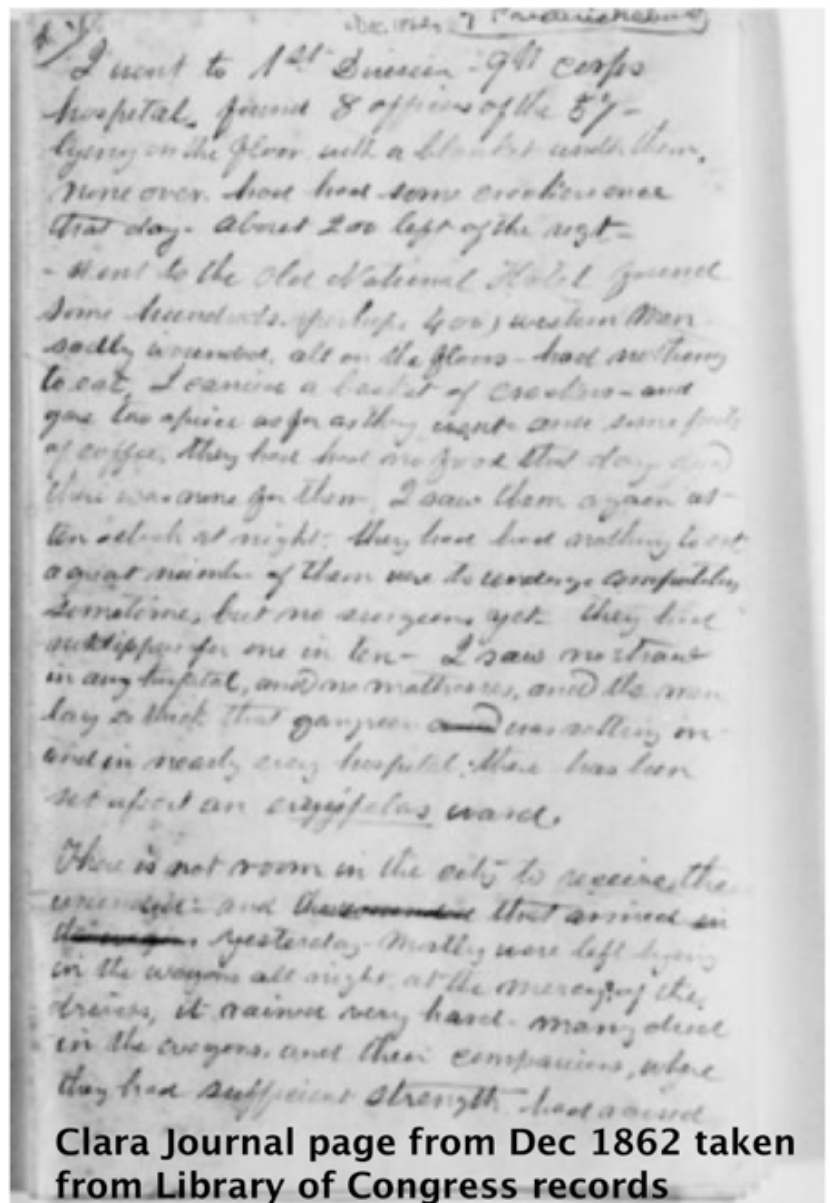 Dec. 1862, Fredericksburg
I went to 1st Division - 9th corps
hospital, found 8 officers of the 57-
lyeing on the floor with a blanket under them,
none over. had had some crackers once
that day. About 200 left of the regt-
- Went to the Old National Hotel found
some hundreds, perhaps 400) western men
sadly wounded, all on the floors - had nothing
to eat, I carried a basket of crackers - and
gave two apiece as far as they went and some
of coffee, they had had no food that day and
there was none for them, I saw them again at
ten oclock at night, they had had nothing to eat,
a great number of them were to undergo
sometime, but no surgeons yet - they had
for one in ten - I saw no straw
in any hospital, and no mattresses, and the men
lay so thick that gangreen was setting in
and in nearly every hospital there has been
set apart an erysipelas ward.
There is not room in the city to receive the
wounded - and the wounded that arrived in
yesterday mostly were left lyeing
in the wagons all night at the mercy of the
drivers, it rained very hard - many died
in the wagons, and their companions, where
they had sufficient strength had
Clara Journal page from Dec 1862 taken
from Library of Congress records